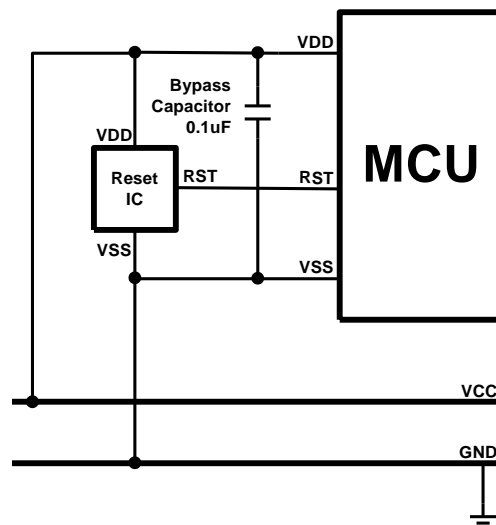 VDD
Bypass
Capacitor
0.1uF
VDD
Reset
IC
RST
RST
MCU
VSS
VSS
VCC
GND